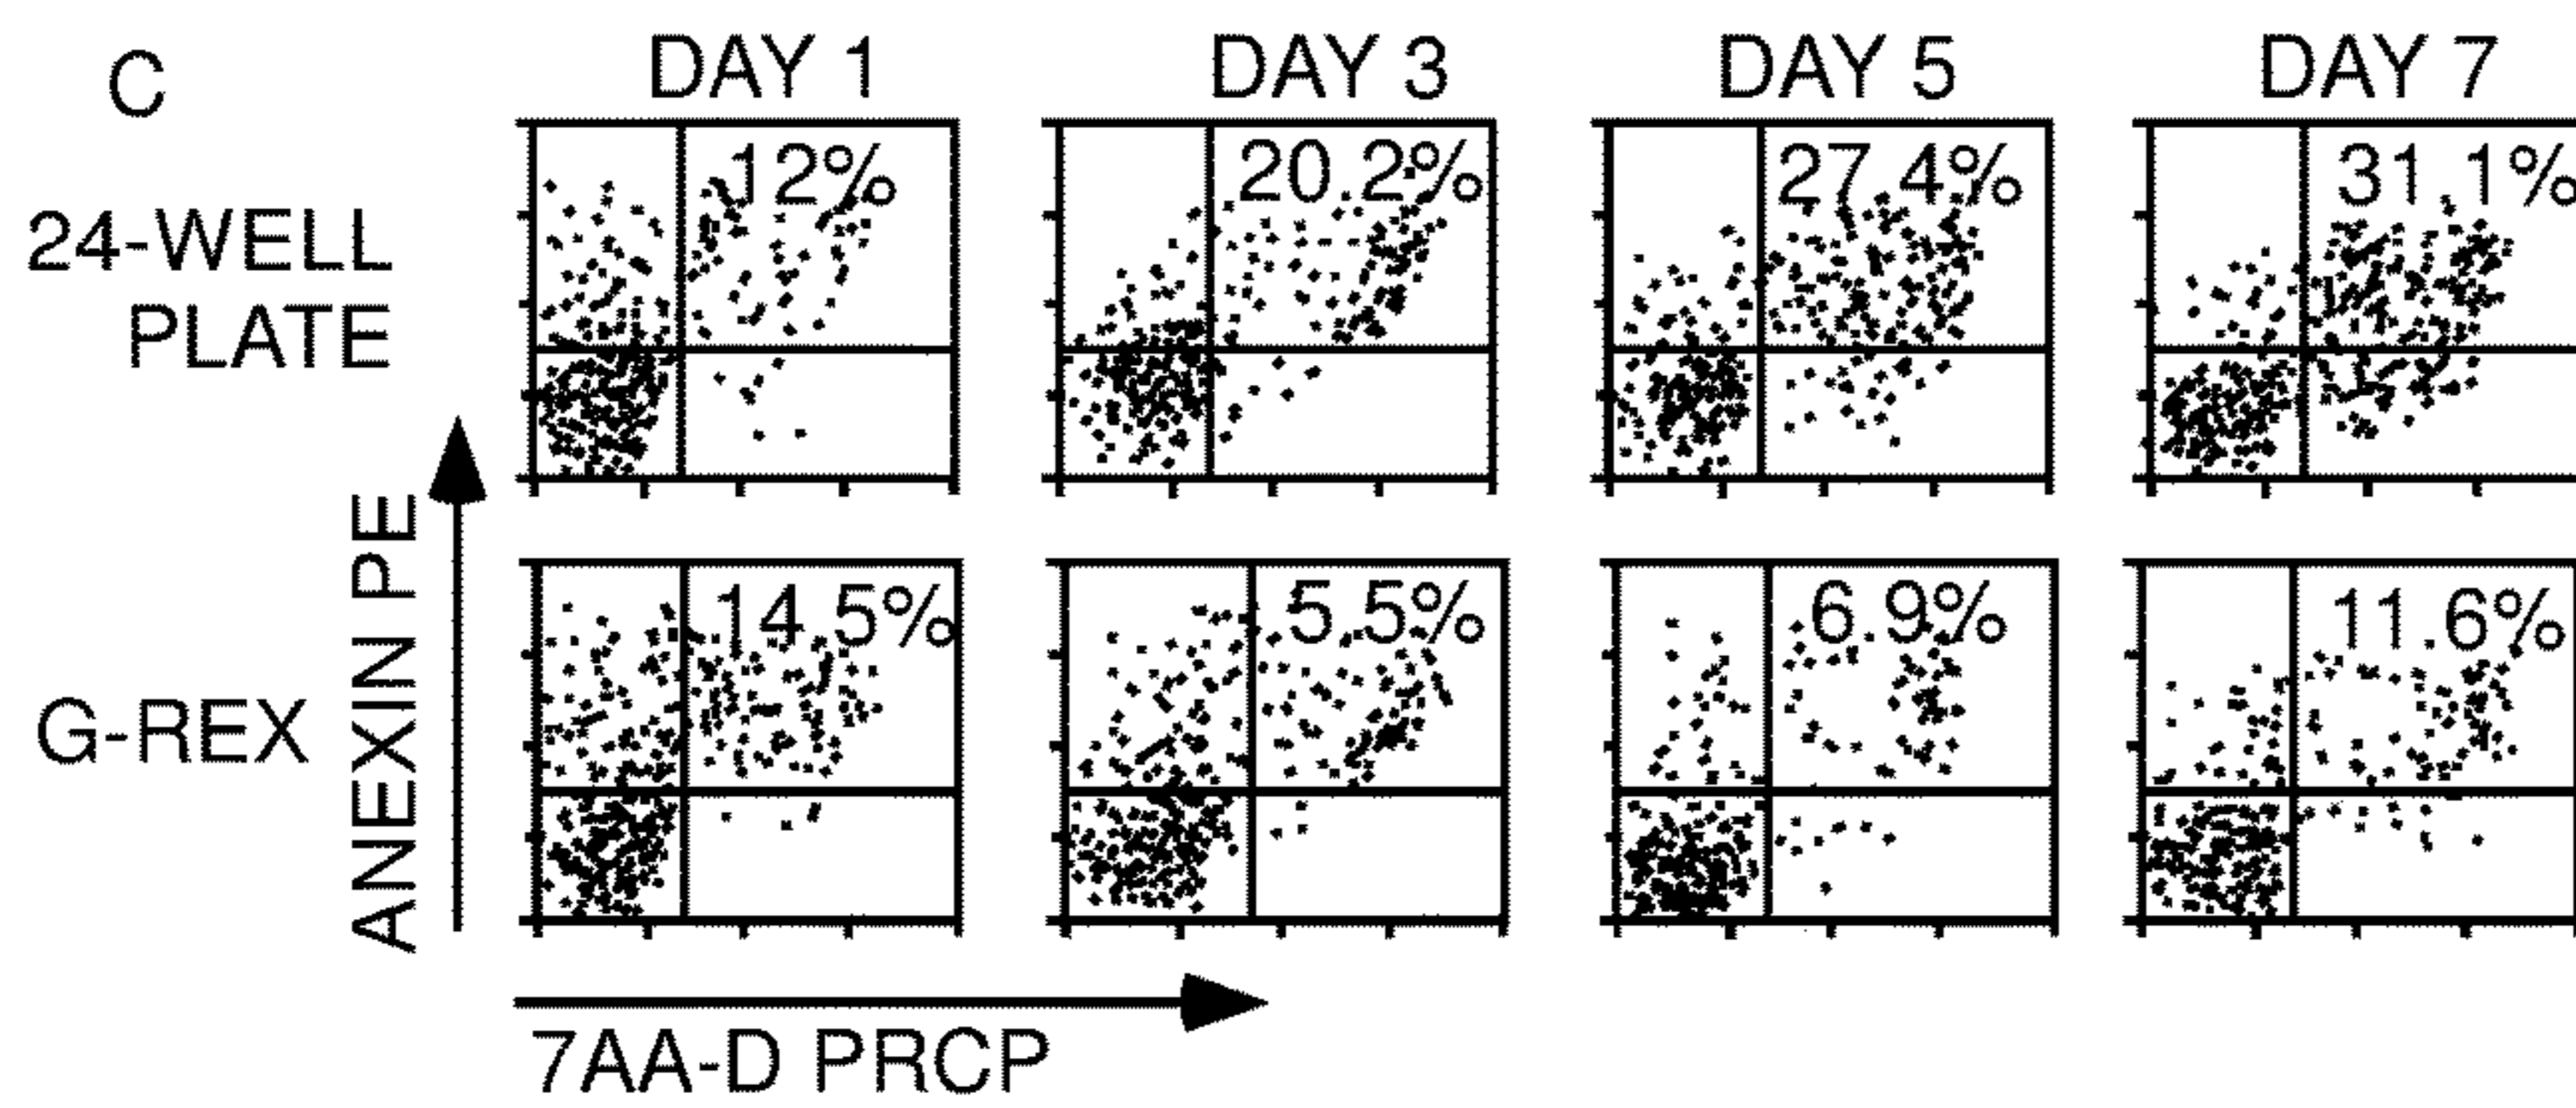 C
DAY 1
DAY 3
DAY 5
DAY 7
24-WELL
PLATE
12%
20.2%
27.4%
31.1%
G-REX
14.5%
5.5%
6.9%
11.6%
ANEXIN PE
7AA-D PRCP